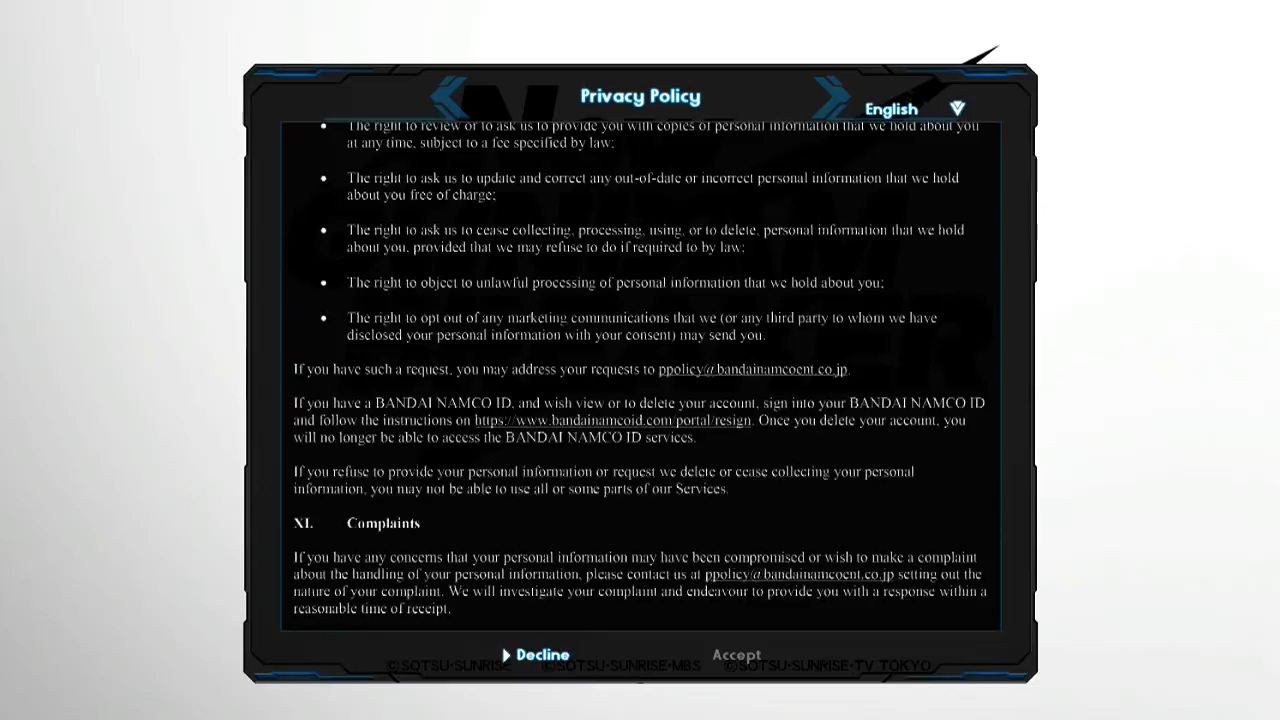 Privacy Policy
English
The right to review or to ask us to provide you with copies of personal information that we hold about you
at any time, subject to a fee specified by law;
• The right to ask us to update and correct any out-of-date or incorrect personal information that we hold
about you free of charge;
• The right to ask us to cease collecting, processing, using, or to delete, personal information that we hold
about you, provided that we may refuse to do if required to by law;
• The right to object to unlawful processing of personal information that we hold about you;
• The right to opt out of any marketing communications that we (or any third party to whom we have
disclosed your personal information with your consent) may send you.
If you have such a request, you may address your requests to ppolicy@bandainamcoent.co.jp.
If you have a BANDAI NAMCO ID, and wish view or to delete your account, sign into your BANDAI NAMCO ID
and follow the instructions on https://www.bandainamcoid.com/portal/resign. Once you delete your account, you
will no longer be able to access the BANDAI NAMCO ID services.
If you refuse to provide your personal information or request we delete or cease collecting your personal
information, you may not be able to use all or some parts of our Services.
XI. Complaints
If you have any concerns that your personal information may have been compromised or wish to make a complaint
about the handling of your personal information, please contact us at ppolicy@bandainamcoent.co.jp setting out the
nature of your complaint. We will investigate your complaint and endeavour to provide you with a response within a
reasonable time of receipt.
Decline Accept
©SOTSU·SUNRISE ©SOTSU·SUNRISE·MBS ©SOTSU·SUNRISE·TV TOKYO